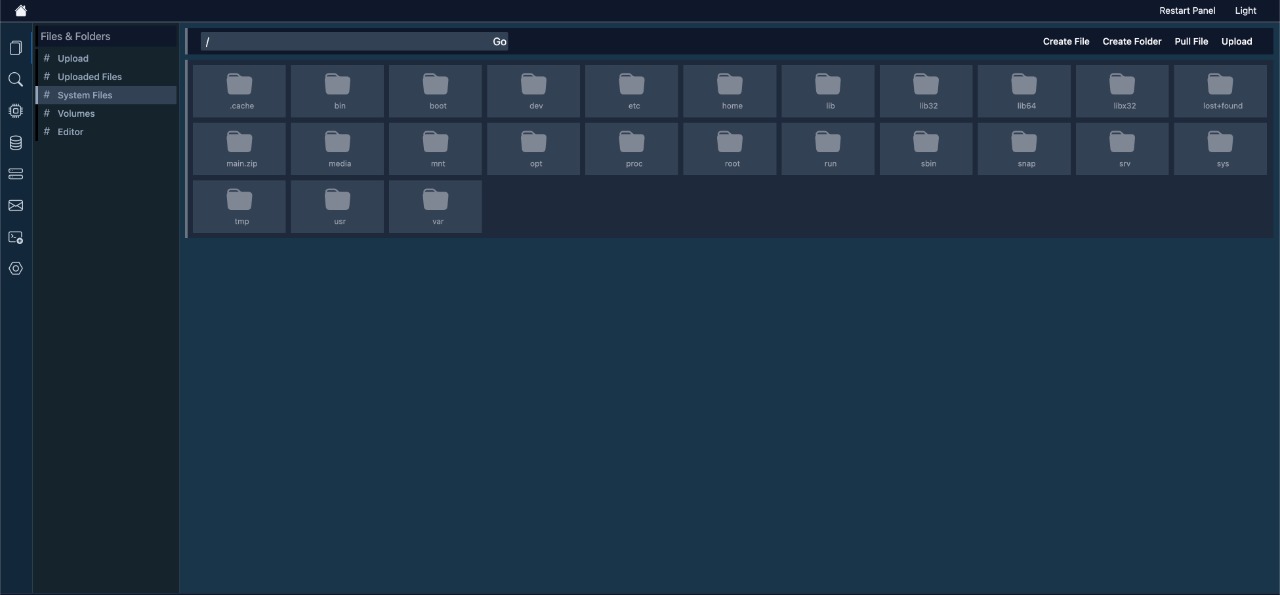 Restart Panel Light
Files & Folders
# Upload
# Uploaded Files
# System Files
# Volumes
# Editor
/ Go Create File Create Folder Pull File Upload
.cache bin boot dev etc home lib lib32 lib64 libx32 lost+found
main.zip media mnt opt proc root run sbin snap srv sys
tmp usr var